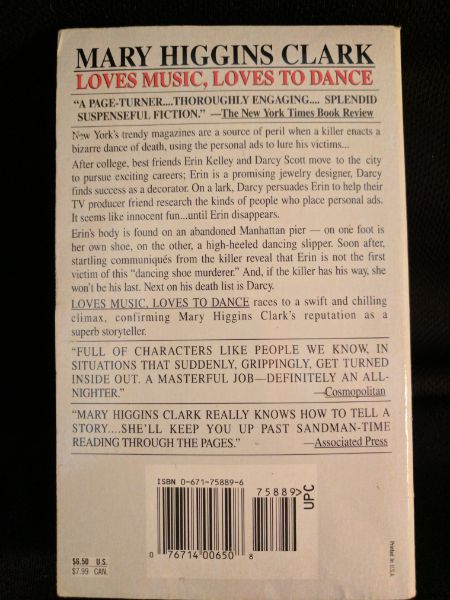 MARY HIGGINS CLARK
LOVES MUSIC, LOVES TO DANCE
“A PAGE-TURNER....THOROUGHLY ENGAGING.... SPLENDID
SUSPENSEFUL FICTION.” —The New York Times Book Review
New York's trendy magazines are a source of peril when a killer enacts a
bizarre dance of death, using the personal ads to lure his victims...
After college, best friends Erin Kelley and Darcy Scott move to the city
to pursue exciting careers; Erin is a promising jewelry designer, Darcy
finds success as a decorator. On a lark, Darcy persuades Erin to help their
TV producer friend research the kinds of people who place personal ads.
It seems like innocent fun...until Erin disappears.
Erin's body is found on an abandoned Manhattan pier — on one foot is
her own shoe, on the other, a high-heeled dancing slipper. Soon after,
startling communiqués from the killer reveal that Erin is not the first
victim of this “dancing shoe murderer.” And, if the killer has his way, she
won't be his last. Next on his death list is Darcy.
LOVES MUSIC, LOVES TO DANCE races to a swift and chilling
climax, confirming Mary Higgins Clark's reputation as a
superb storyteller.
“FULL OF CHARACTERS LIKE PEOPLE WE KNOW, IN
SITUATIONS THAT SUDDENLY, GRIPPINGLY, GET TURNED
INSIDE OUT. A MASTERFUL JOB—DEFINITELY AN ALL-
NIGHTER.” —Cosmopolitan
“MARY HIGGINS CLARK REALLY KNOWS HOW TO TELL A
STORY....SHE'LL KEEP YOU UP PAST SANDMAN-TIME
READING THROUGH THE PAGES.” —Associated Press
ISBN 0-671-75889-6
75889>
UPC
0 76714 00650 8
$6.50 U.S.
$7.99 CAN.
Printed in U.S.A.